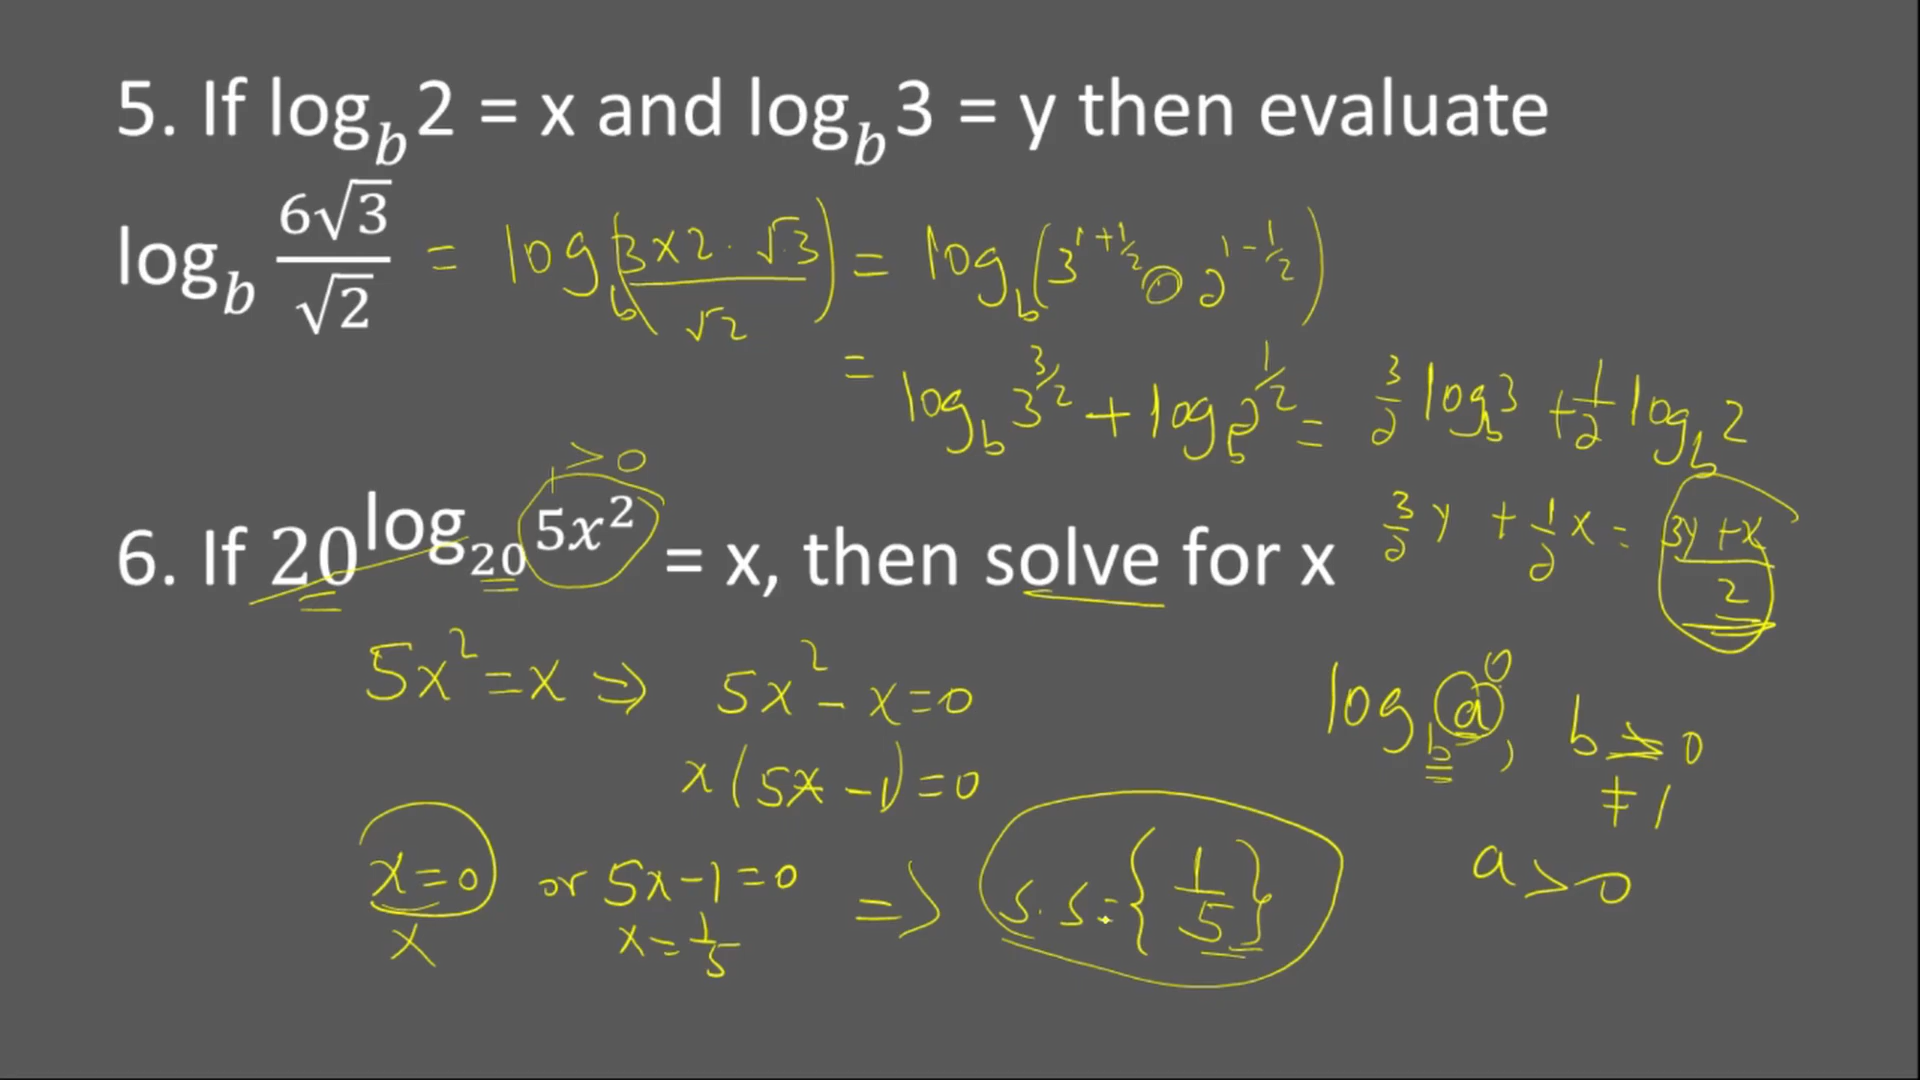 5. If log_b 2 = x and log_b 3 = y then evaluate
log_b 6√3/√2 = log_b (3×2·√3/√2) = log_b (3^{1+1/2} · 2^{1-1/2})
= log_b 3^{3/2} + log_b 2^{1/2} = 3/2 log_b 3 + 1/2 log_b 2
3/2 y + 1/2 x = 3y+x/2
>0
6. If 20^{log_20 5x²} = x, then solve for x
5x² = x ⇒ 5x² - x = 0
x(5x-1) = 0
x=0 or 5x-1=0 ⇒ S.S = {1/5}
x x = 1/5
log_b a, b > 0
≠ 1
a > 0